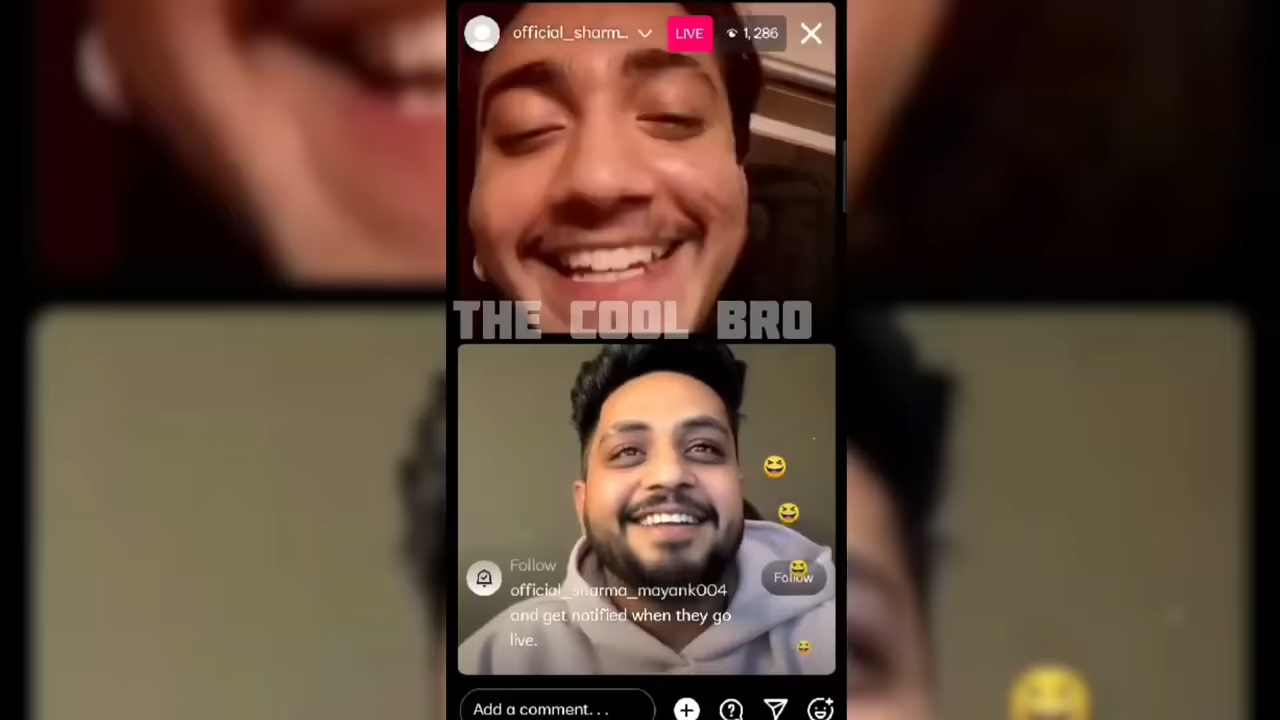 official_sharm...
LIVE
1,286
THE COOL BRO
Follow
official_sharma_mayank004
and get notified when they go
live.
Follow
Add a comment...